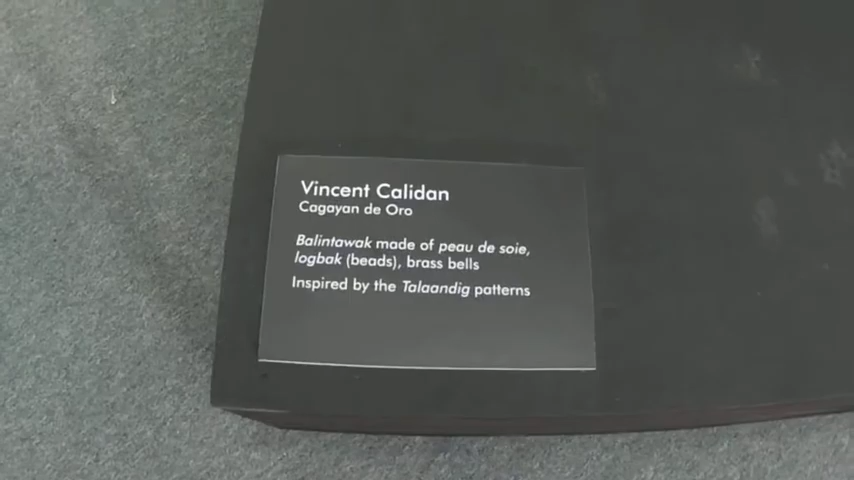 Vincent Calidan
Cagayan de Oro
Balintawak made of peau de soie,
logbak (beads), brass bells
Inspired by the Talaandig patterns